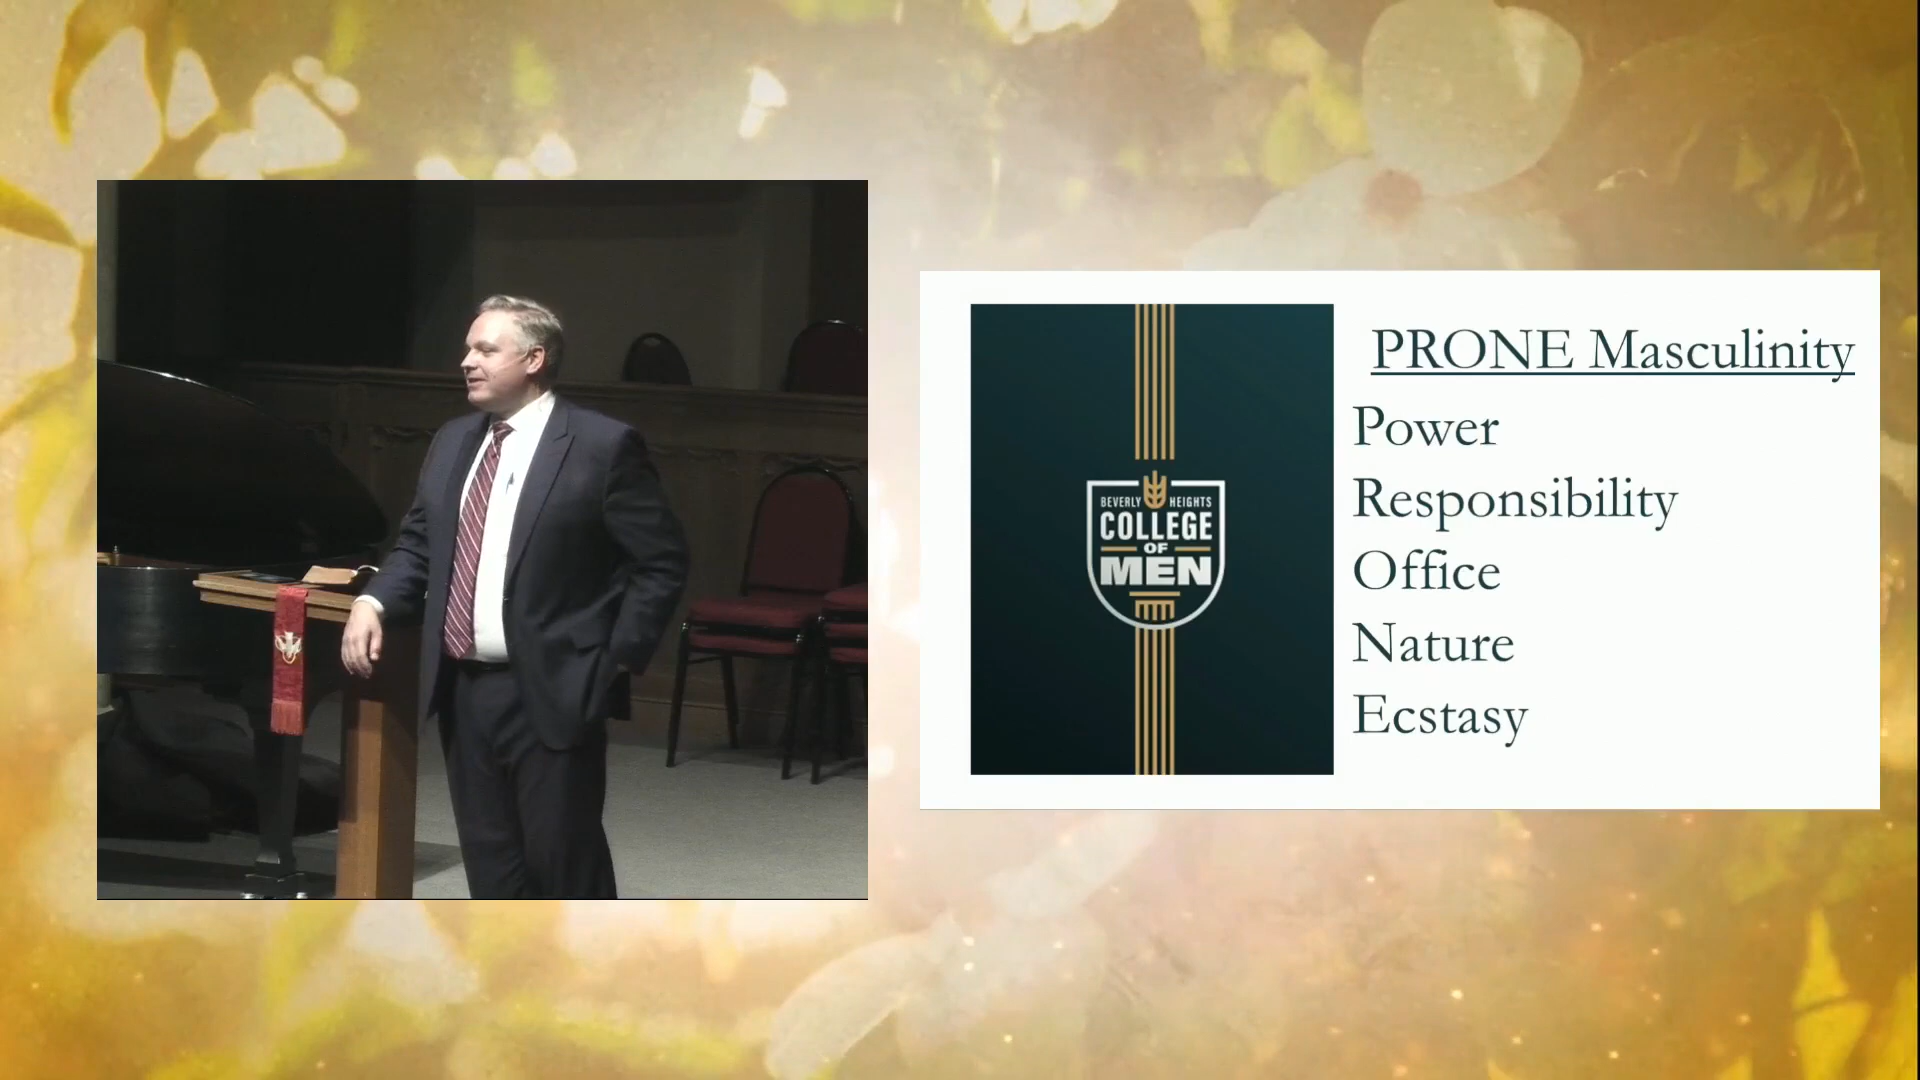 BEVERLY HEIGHTS
COLLEGE
OF
MEN
PRONE Masculinity
Power
Responsibility
Office
Nature
Ecstasy